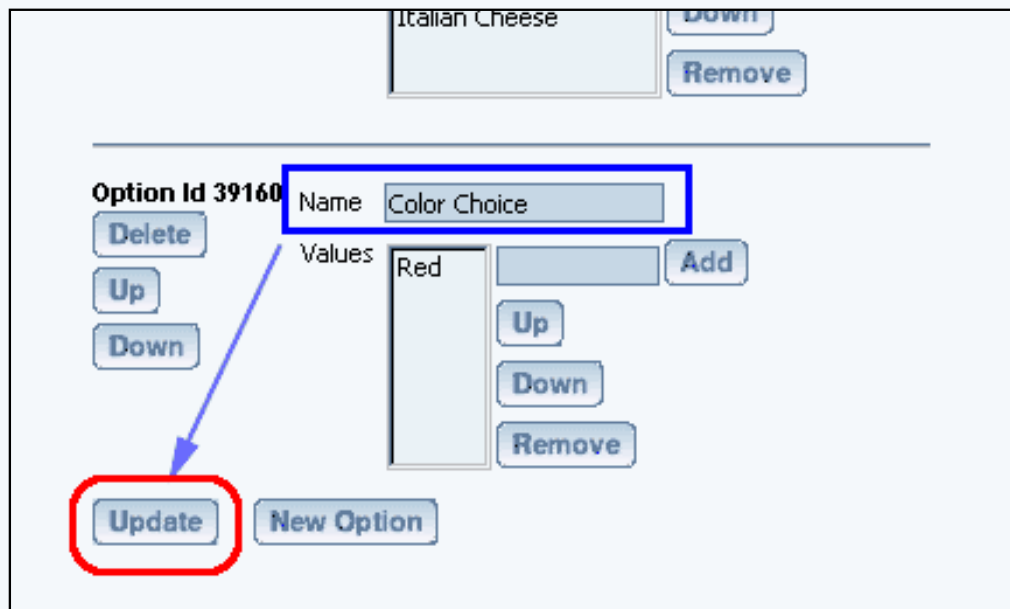 Italian Cheese
Down
Remove
Option Id 39160
Name
Color Choice
Delete
Values
Red
Add
Up
Up
Down
Down
Remove
Update
New Option